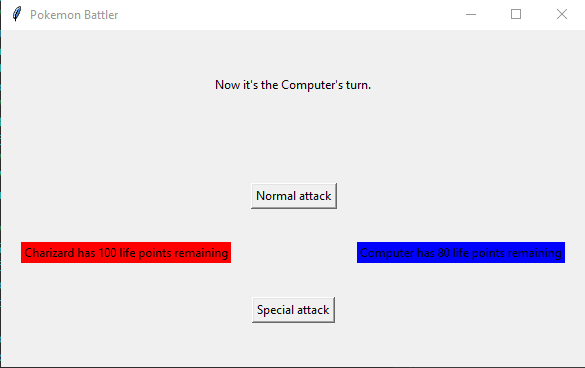 Pokemon Battler
Now it's the Computer's turn.
Normal attack
Charizard has 100 life points remaining
Computer has 80 life points remaining
Special attack